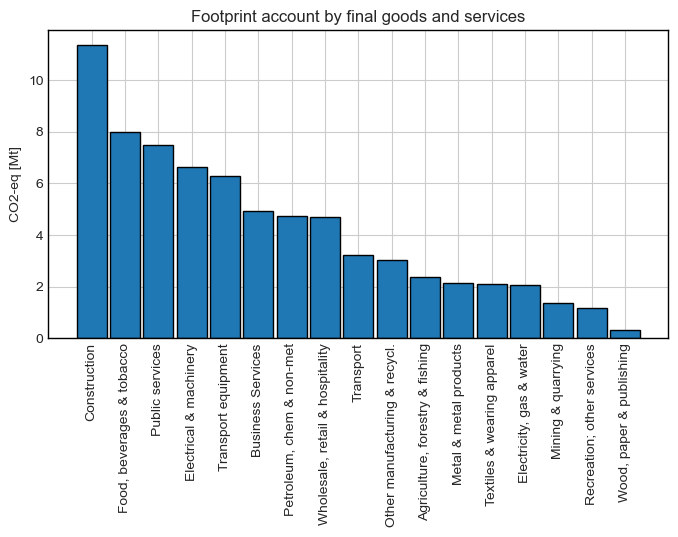 Footprint account by final goods and services
CO2-eq [Mt]
10
8
6
4
2
0
Construction
Food, beverages & tobacco
Public services
Electrical & machinery
Transport equipment
Business Services
Petroleum, chem & non-met
Wholesale, retail & hospitality
Transport
Other manufacturing & recycl.
Agriculture, forestry & fishing
Metal & metal products
Textiles & wearing apparel
Electricity, gas & water
Mining & quarrying
Recreation; other services
Wood, paper & publishing